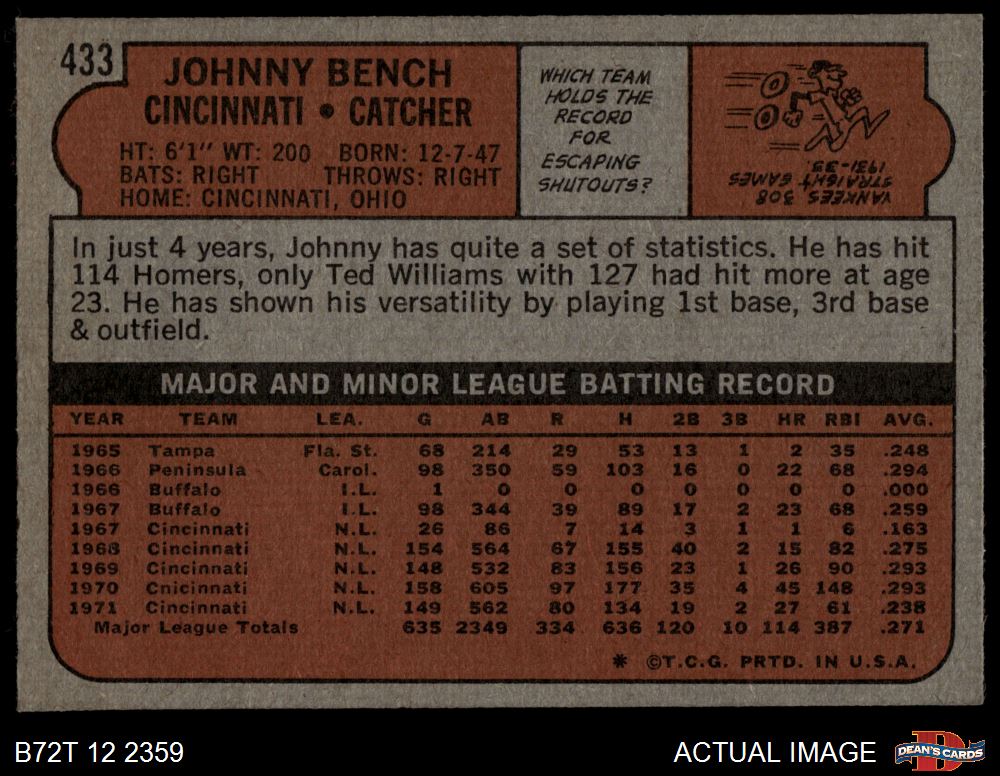 433
JOHNNY BENCH
CINCINNATI • CATCHER
HT: 6'1" WT: 200 BORN: 12-7-47
BATS: RIGHT THROWS: RIGHT
HOME: CINCINNATI, OHIO
WHICH TEAM
HOLDS THE
RECORD
FOR
ESCAPING
SHUTOUTS?
YANKEES 308
STRAIGHT GAMES
1931-33.
In just 4 years, Johnny has quite a set of statistics. He has hit
114 Homers, only Ted Williams with 127 had hit more at age
23. He has shown his versatility by playing 1st base, 3rd base
& outfield.
MAJOR AND MINOR LEAGUE BATTING RECORD
YEAR TEAM LEA. G AB R H 2B 3B HR RBI AVG.
1965 Tampa Fla. St. 68 214 29 53 13 1 2 35 .248
1966 Peninsula Carol. 98 350 59 103 16 0 22 68 .294
1966 Buffalo I.L. 1 0 0 0 0 0 0 0 .000
1967 Buffalo I.L. 98 344 39 89 17 2 23 68 .259
1967 Cincinnati N.L. 26 86 7 14 3 1 1 6 .163
1968 Cincinnati N.L. 154 564 67 155 40 2 15 82 .275
1969 Cincinnati N.L. 148 532 83 156 23 1 26 90 .293
1970 Cnicinnati N.L. 158 605 97 177 35 4 45 148 .293
1971 Cincinnati N.L. 149 562 80 134 19 2 27 61 .238
Major League Totals 635 2349 334 636 120 10 114 387 .271
* ©T.C.G. PRTD. IN U.S.A.
B72T 12 2359
ACTUAL IMAGE
DEAN'S CARDS